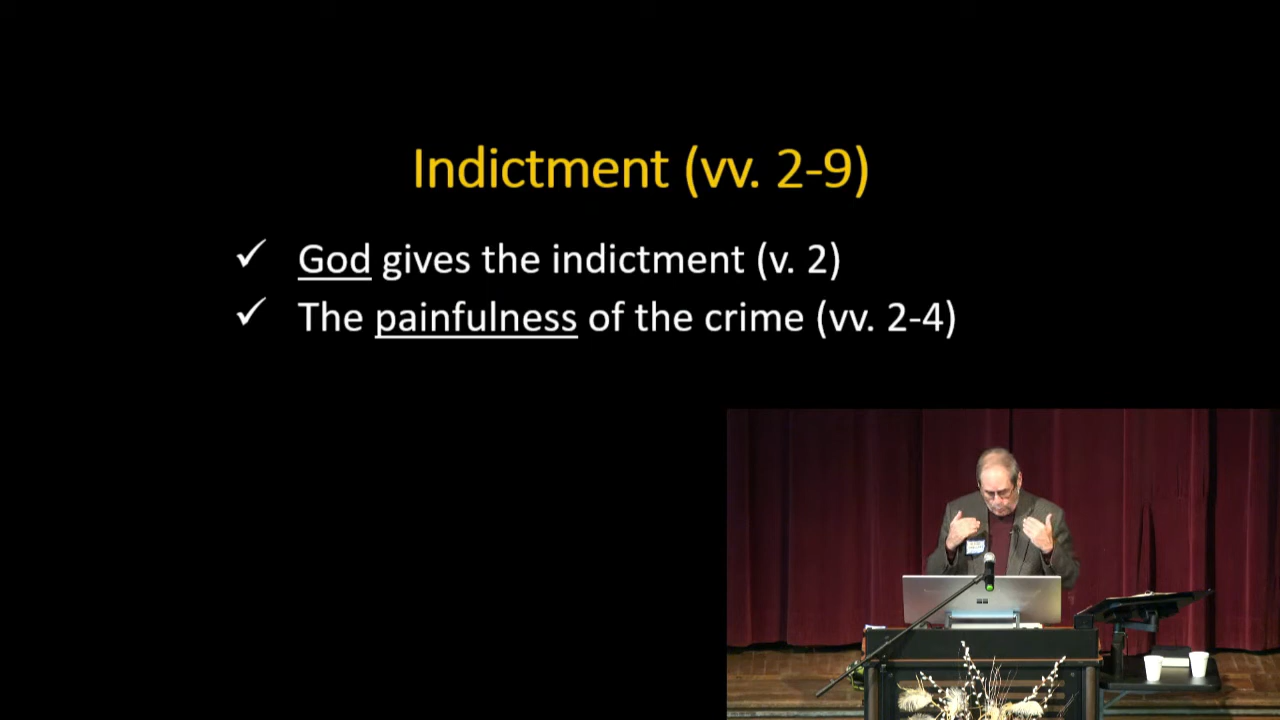 Indictment (vv. 2-9)
✓ God gives the indictment (v. 2)
✓ The painfulness of the crime (vv. 2-4)